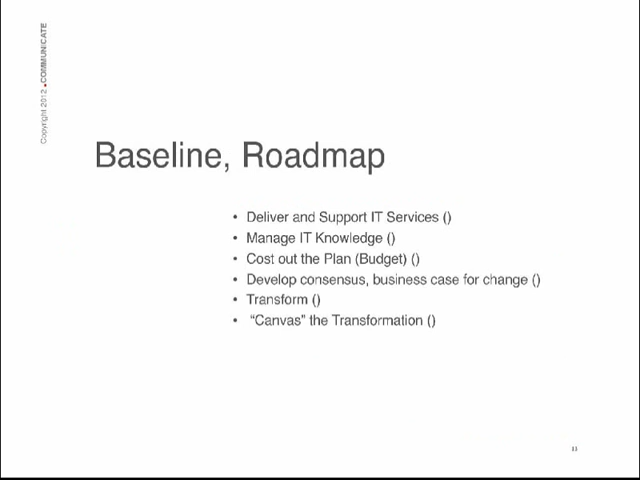 Copyright 2012 .COMMUNICATE
Baseline, Roadmap
• Deliver and Support IT Services ()
• Manage IT Knowledge ()
• Cost out the Plan (Budget) ()
• Develop consensus, business case for change ()
• Transform ()
• “Canvas” the Transformation ()
11